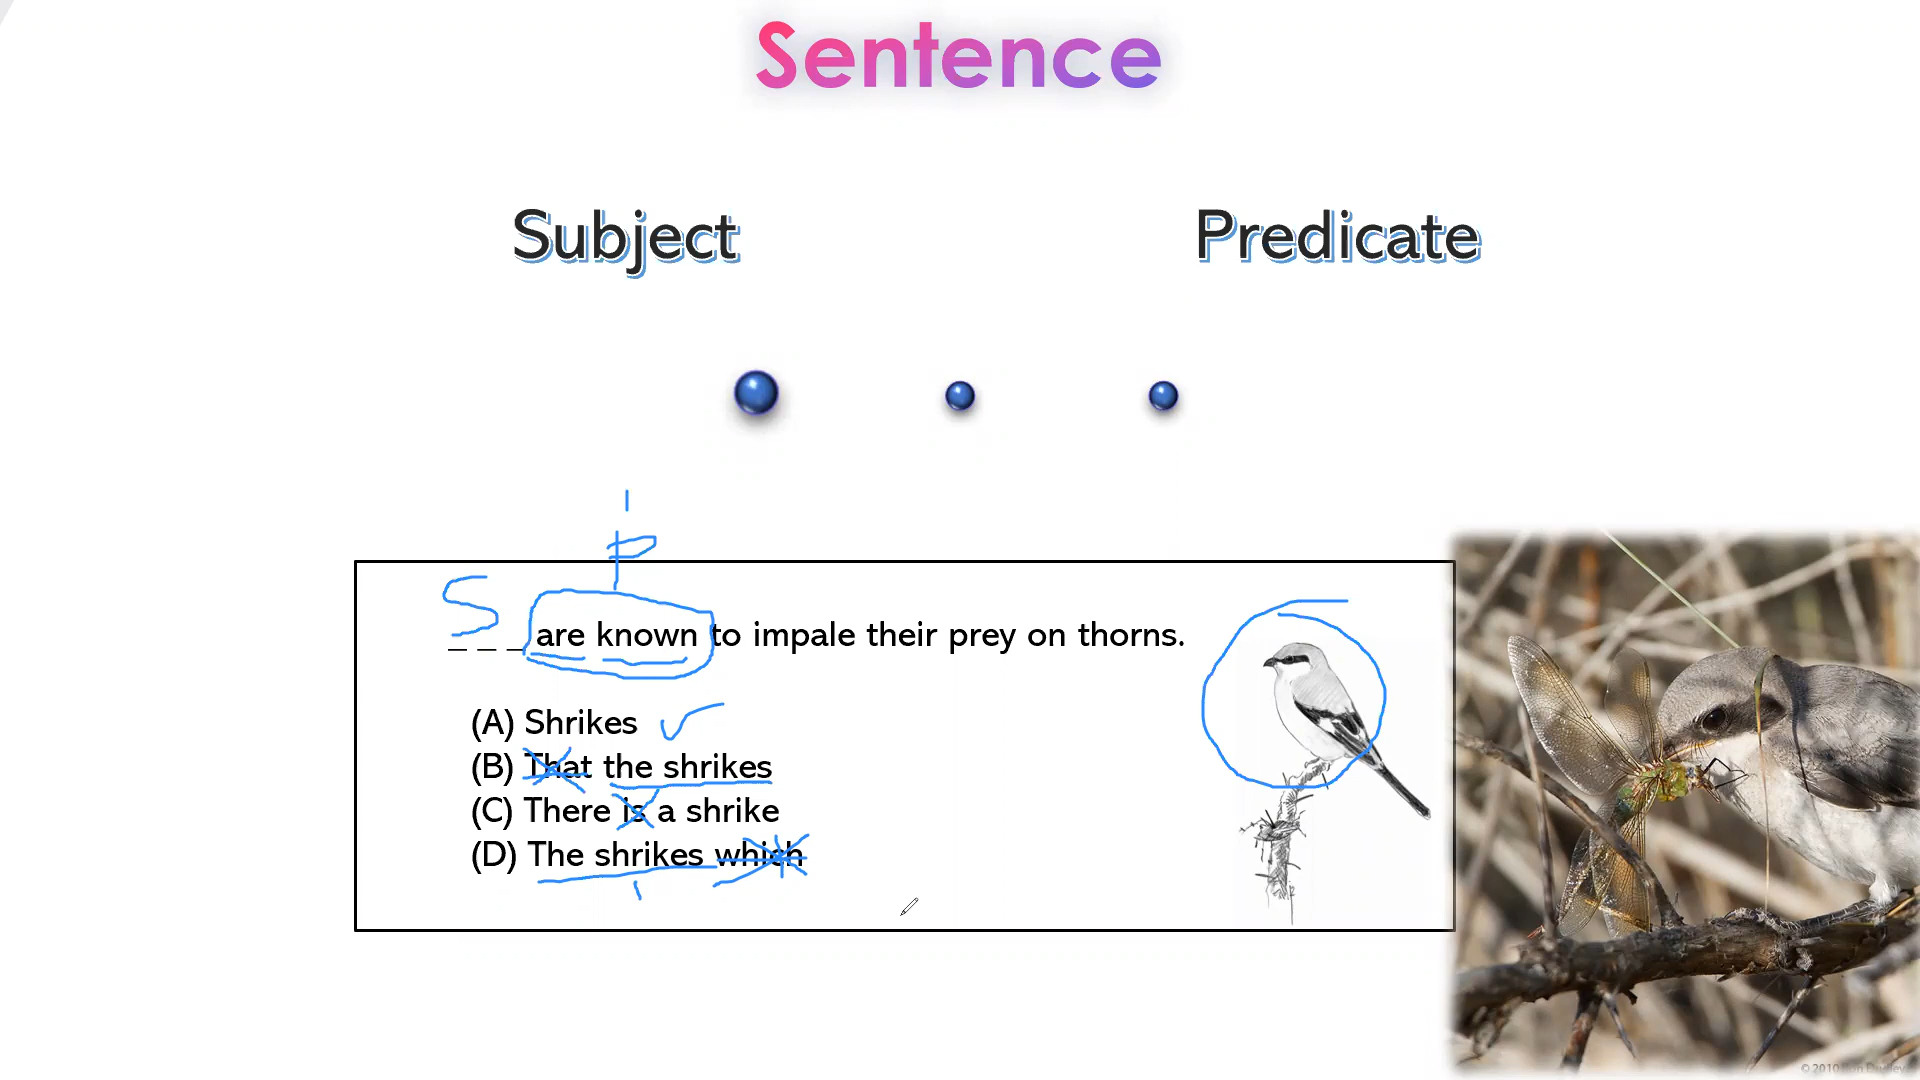 Sentence
Subject Predicate
P
S
_ _ _ are known to impale their prey on thorns.
(A) Shrikes
(B) That the shrikes
(C) There is a shrike
(D) The shrikes which